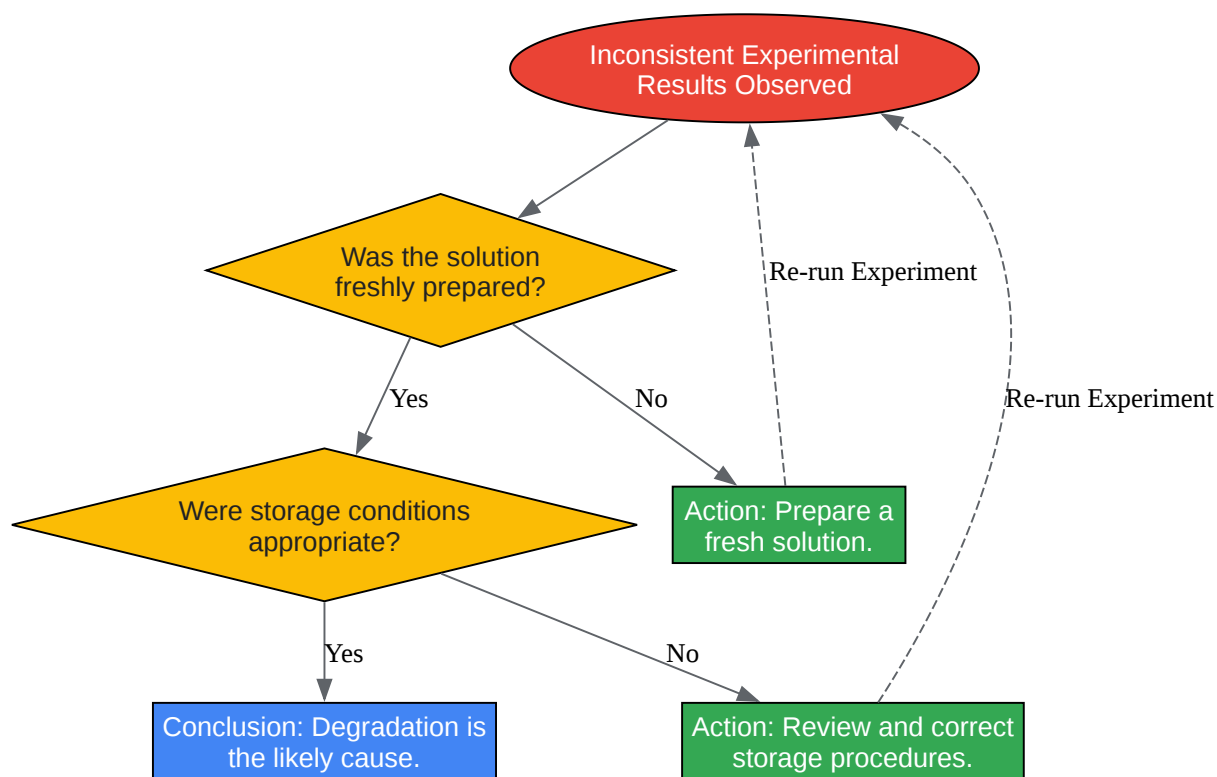 Inconsistent Experimental
Results Observed
Was the solution
freshly prepared?
Re-run Experiment
Yes
No
Re-run Experiment
Were storage conditions
appropriate?
Action: Prepare a
fresh solution.
Yes
No
Conclusion: Degradation is
the likely cause.
Action: Review and correct
storage procedures.